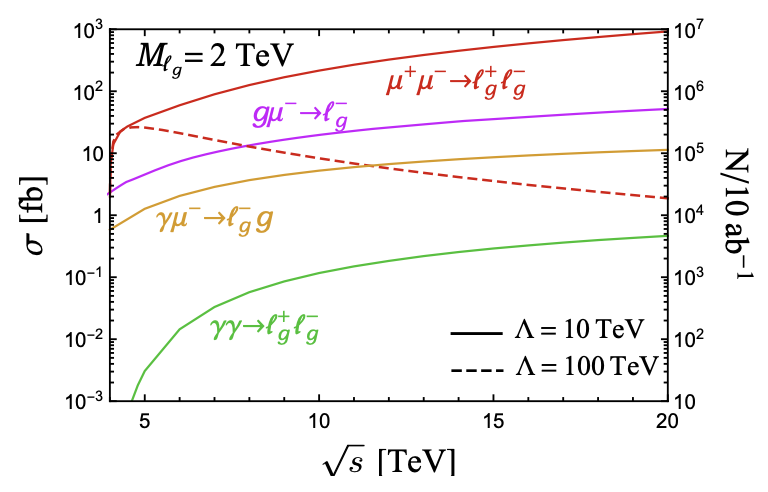 M_{ℓ_g} = 2 TeV
μ⁺μ⁻→ℓ_g⁺ℓ_g⁻
gμ⁻→ℓ_g⁻
γμ⁻→ℓ_g⁻g
γγ→ℓ_g⁺ℓ_g⁻
Λ = 10 TeV
Λ = 100 TeV
σ [fb]
10³
10²
10
1
10⁻¹
10⁻²
10⁻³
N/10 ab⁻¹
10⁷
10⁶
10⁵
10⁴
10³
10²
10
5 10 15 20
√s [TeV]